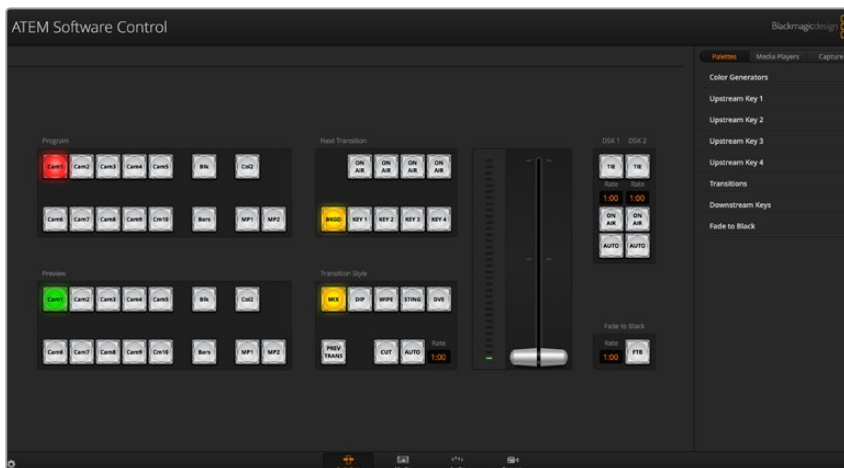 ATEM Software Control
Blackmagicdesign
Palettes Media Players Capture
Color Generators
Upstream Key 1
Upstream Key 2
Upstream Key 3
Upstream Key 4
Transitions
Downstream Keys
Fade to Black
Program
Cam1 Cam2 Cam3 Cam4 Cam5 Blk Col2
Cam6 Cam7 Cam8 Cam9 Cm10 Bars MP1 MP2
Next Transition
ON AIR ON AIR ON AIR ON AIR
BKGD KEY 1 KEY 2 KEY 3 KEY 4
DSK 1 DSK 2
TIE TIE
Rate Rate
1:00 1:00
ON AIR ON AIR
AUTO AUTO
Preview
Cam1 Cam2 Cam3 Cam4 Cam5 Blk Col2
Cam6 Cam7 Cam8 Cam9 Cm10 Bars MP1 MP2
Transition Style
MIX DIP WIPE STING DVE
PREV TRANS CUT AUTO Rate 1:00
Fade to Black
Rate
1:00 FTB